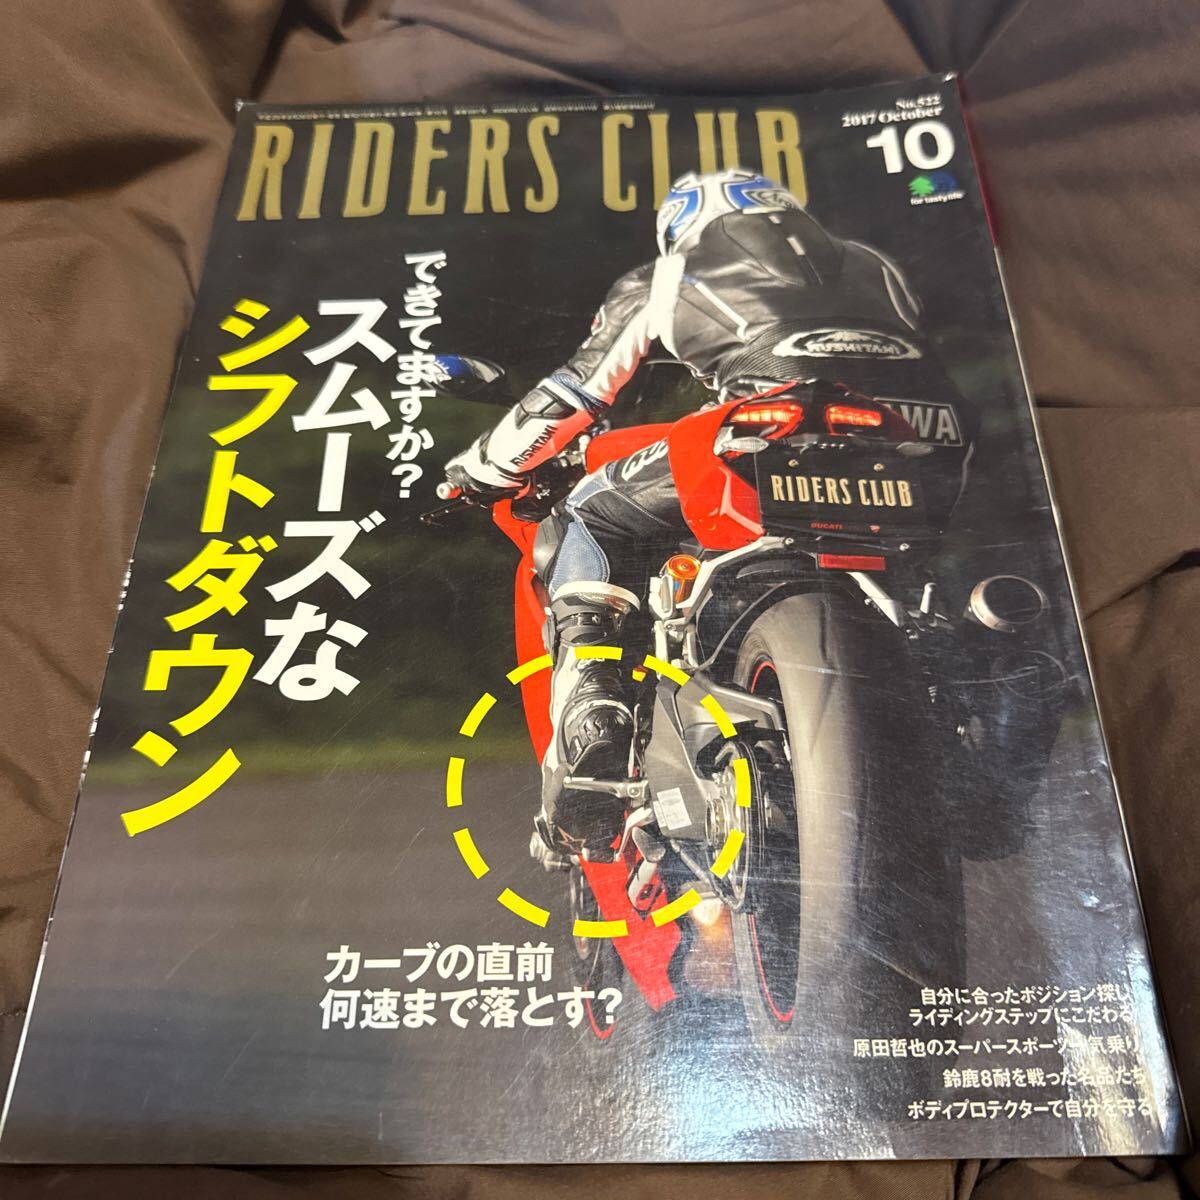 RIDERS CLUB
No.522
2017 October
10
for tasty life
できてますか?
スムーズな
シフトダウン
KUSHITANI
KUSHITANI
WA
RIDERS CLUB
DUCATI
カーブの直前
何速まで落とす?
自分に合ったポジション探し
ライディングステップにこだわる
原田哲也のスーパースポーツ一気乗り
鈴鹿8耐を戦った名品たち
ボディプロテクターで自分を守る